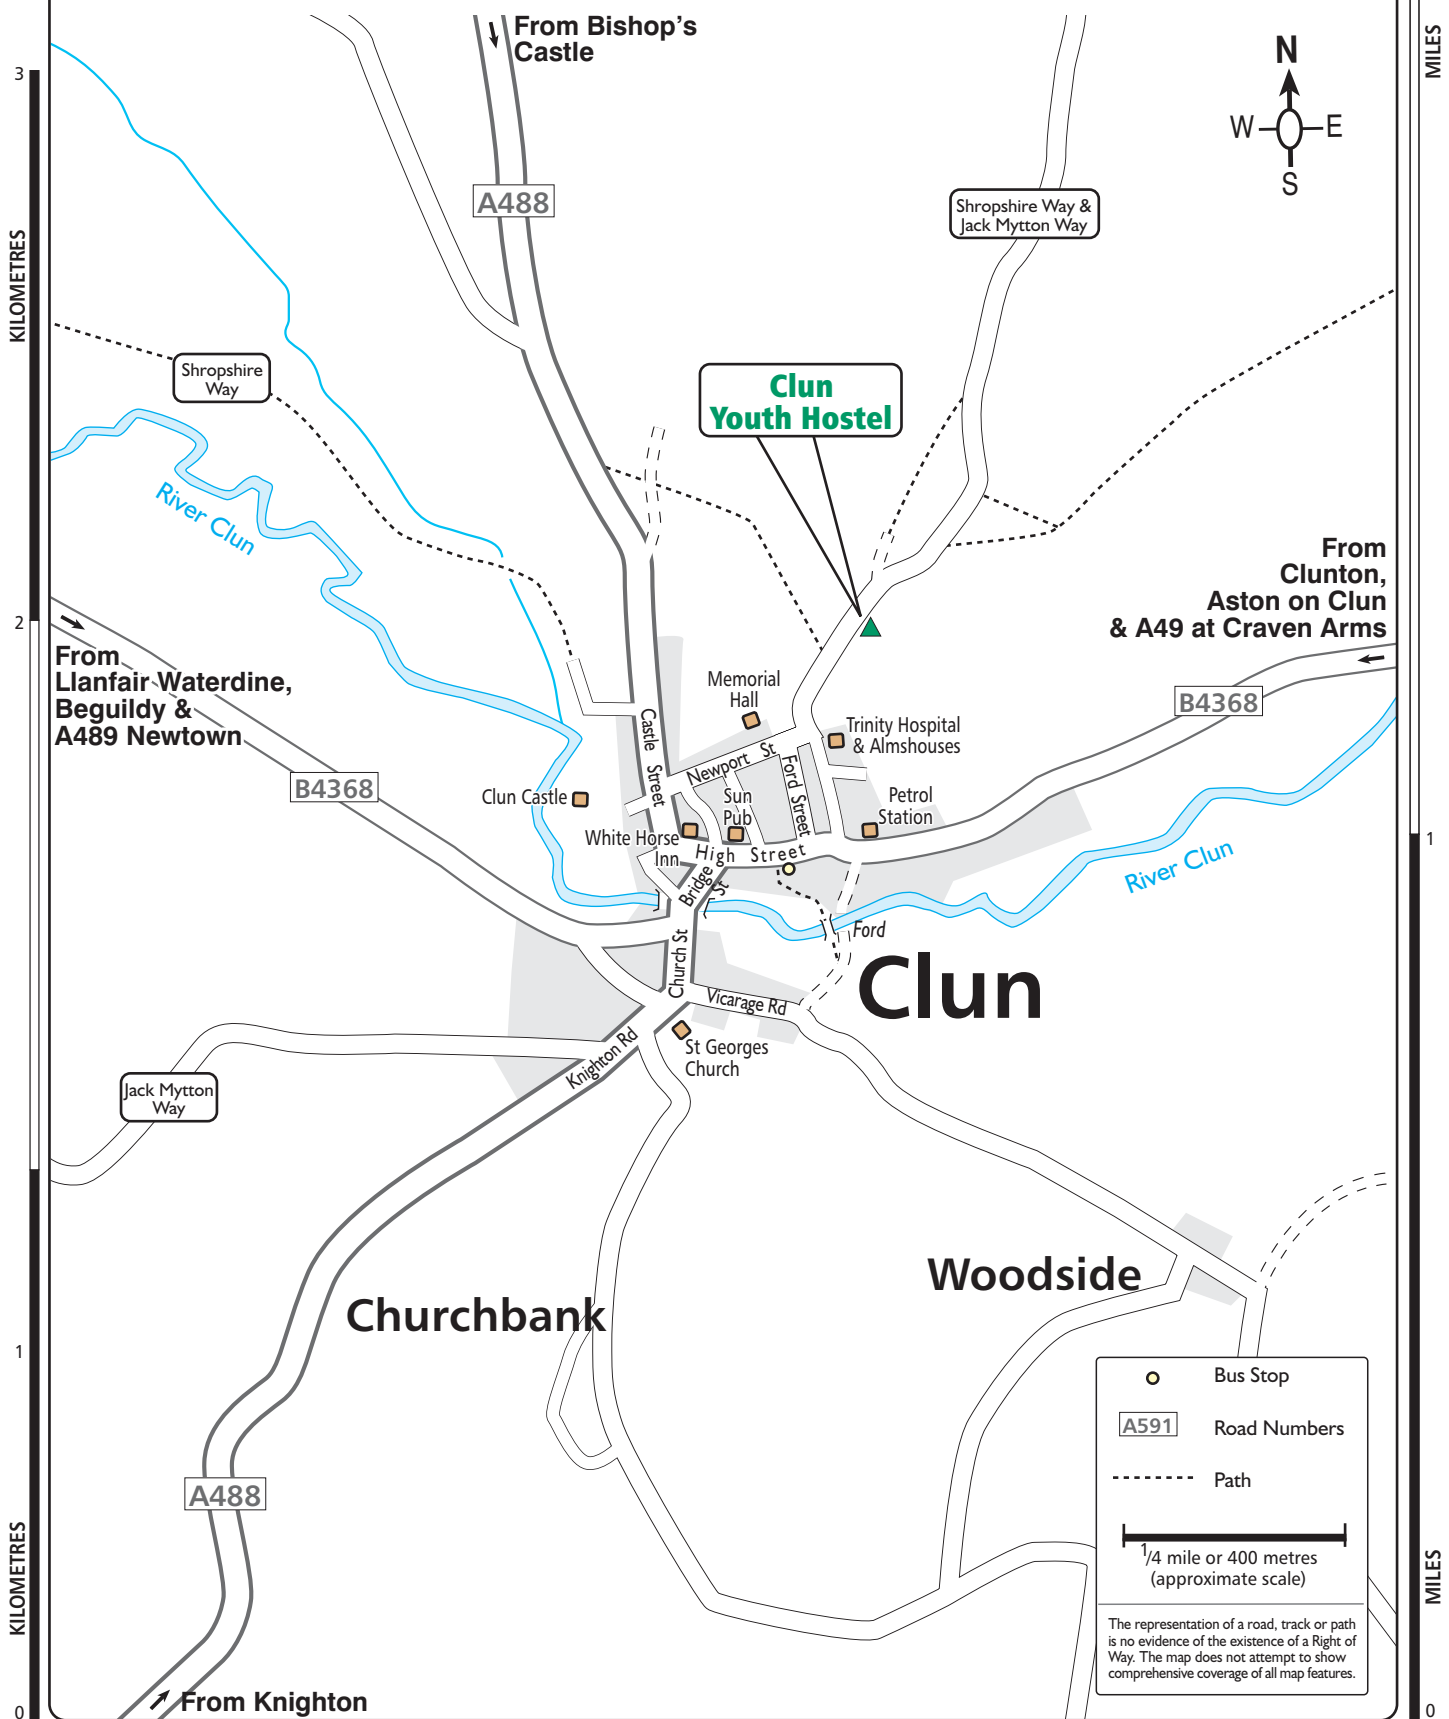 From Bishop's
Castle
MILES
3
N
W
E
S
A488
Shropshire Way &
Jack Mytton Way
KILOMETRES
Shropshire
Way
Clun
Youth Hostel
River Clun
From
Clunton,
Aston on Clun
& A49 at Craven Arms
2
From
Llanfair Waterdine,
Beguildy &
A489 Newtown
B4368
Memorial
Hall
Castle Street
Newport St
Trinity Hospital
& Almshouses
Ford Street
B4368
Clun Castle
Sun
Pub
Petrol
Station
White Horse
Inn
High Street
1
Bridge St
River Clun
Ford
Church St
Clun
Vicarage Rd
Knighton Rd
St Georges
Church
Jack Mytton
Way
Woodside
Churchbank
1
Bus Stop
A591
Road Numbers
Path
A488
1/4 mile or 400 metres
(approximate scale)
KILOMETRES
MILES
The representation of a road, track or path
is no evidence of the existence of a Right of
Way. The map does not attempt to show
comprehensive coverage of all map features.
From Knighton
0
0